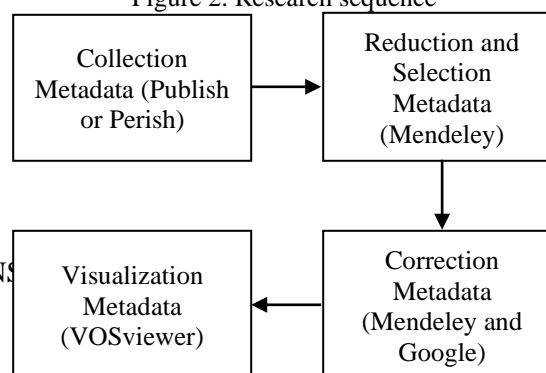 Figure 2. Research sequence
Collection
Metadata (Publish
or Perish)
Reduction and
Selection
Metadata
(Mendeley)
Correction
Metadata
(Mendeley and
Google)
Visualization
Metadata
(VOSviewer)